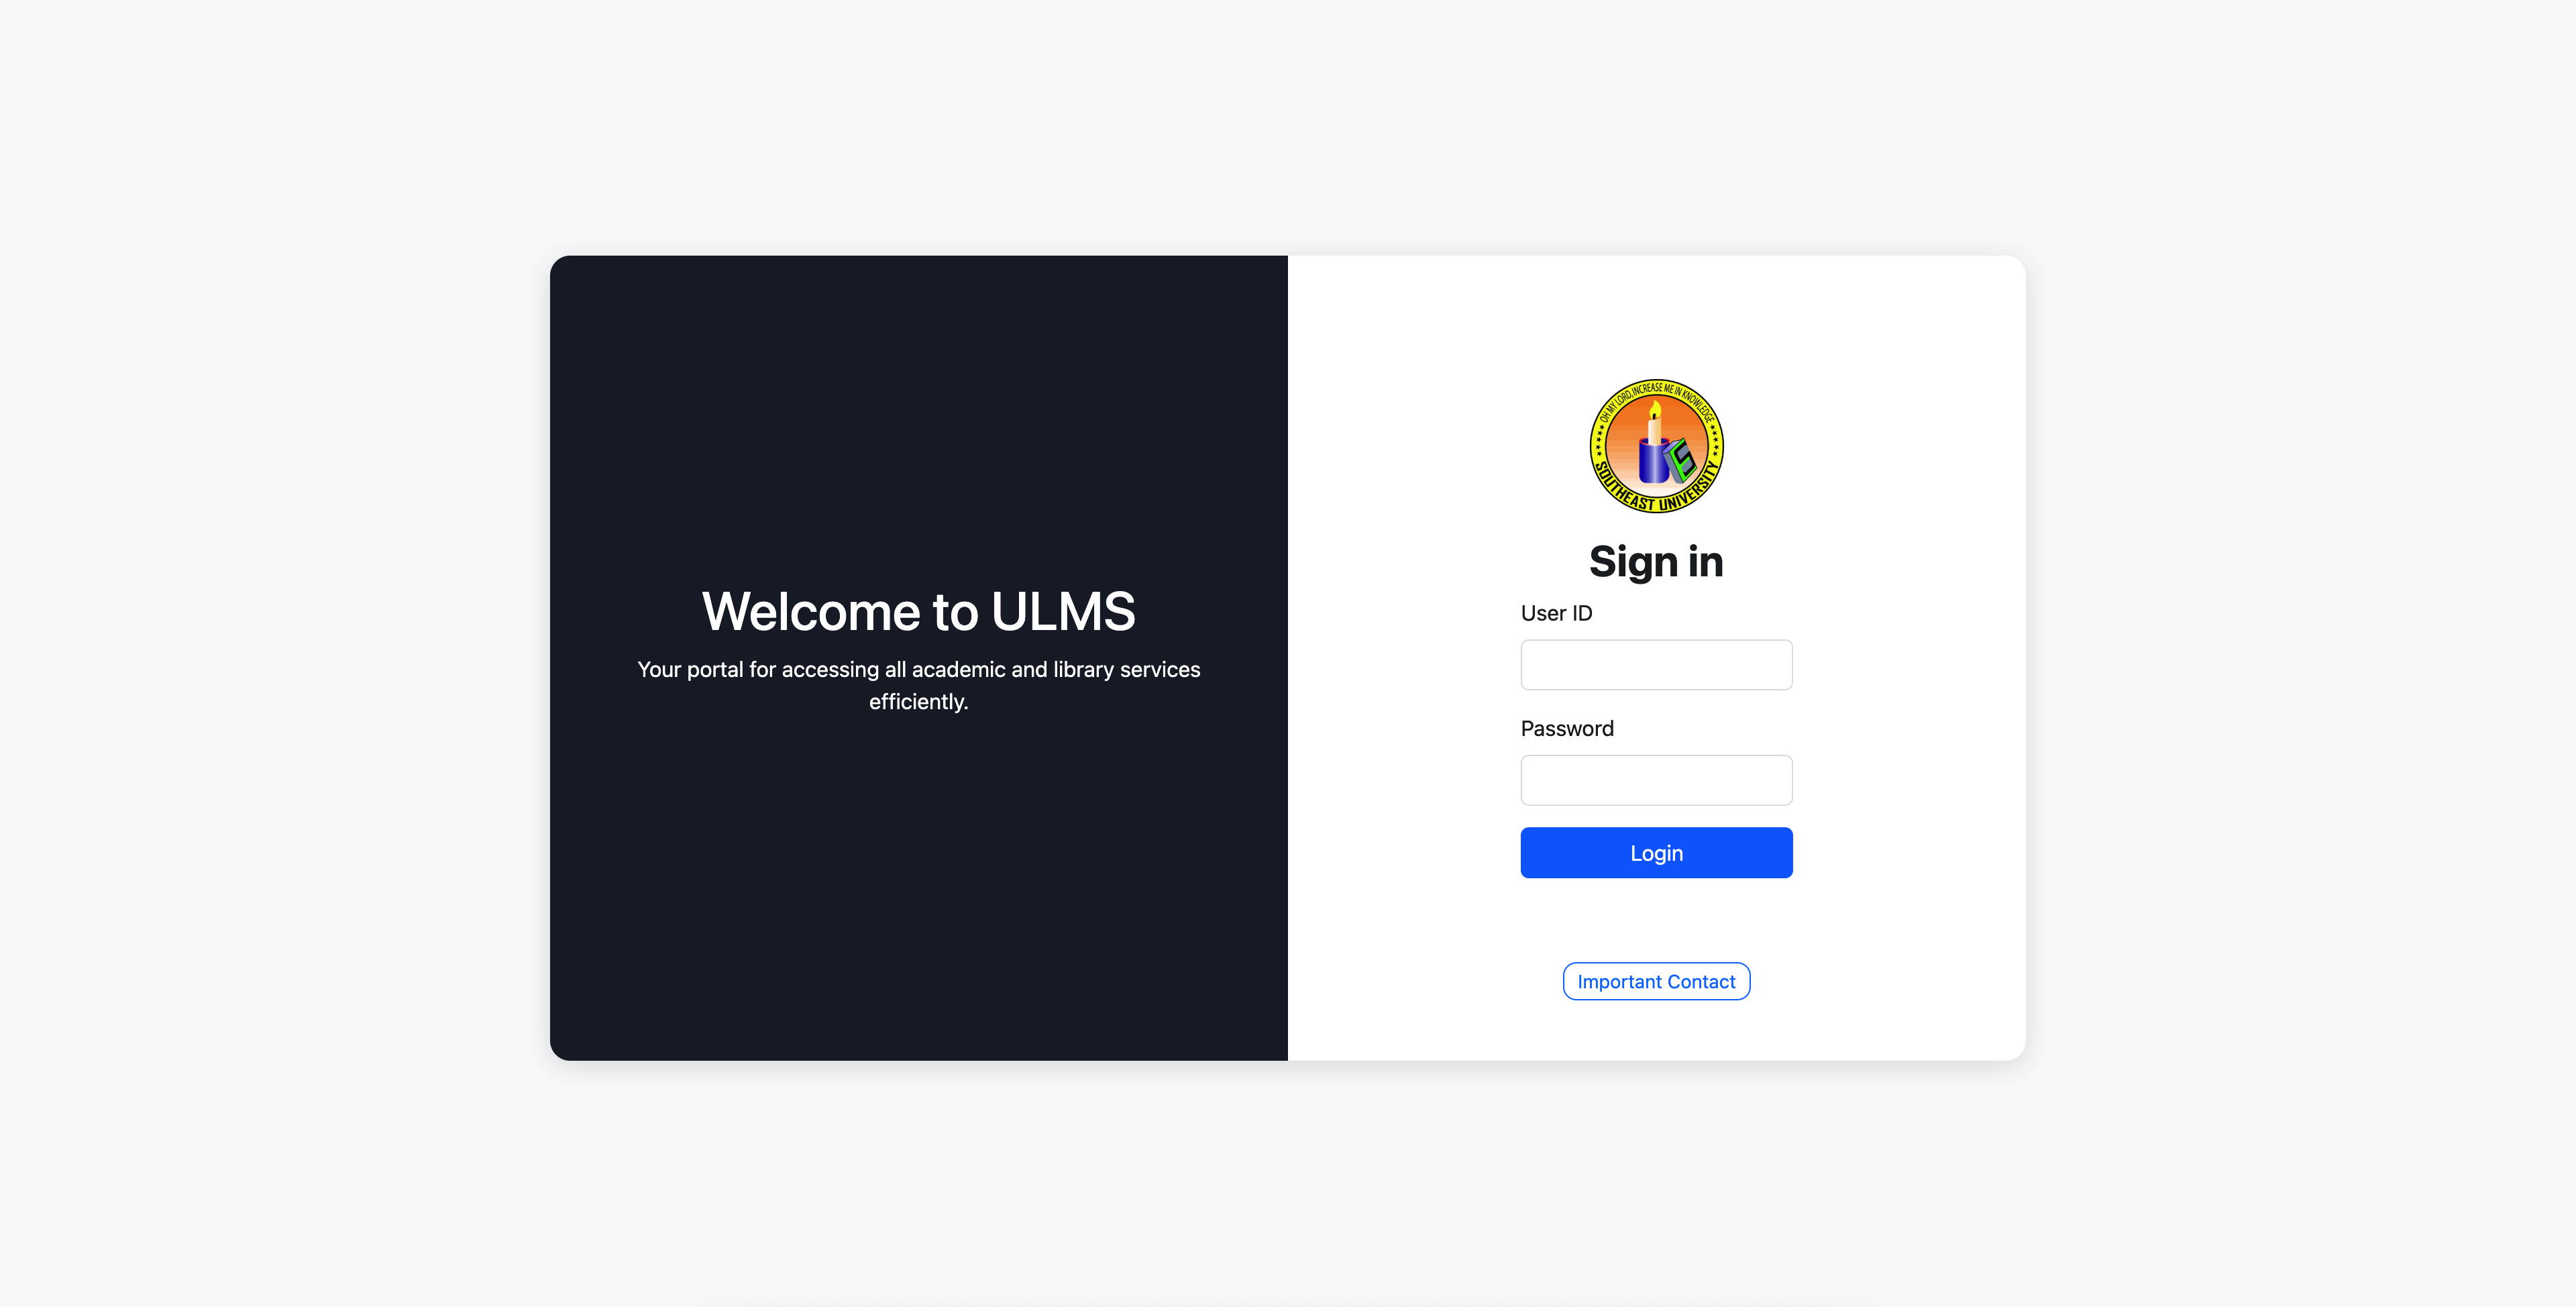 Welcome to ULMS
Your portal for accessing all academic and library services
efficiently.
OH MY LORD, INCREASE ME IN KNOWLEDGE
SOUTHEAST UNIVERSITY
Sign in
User ID
Password
Login
Important Contact